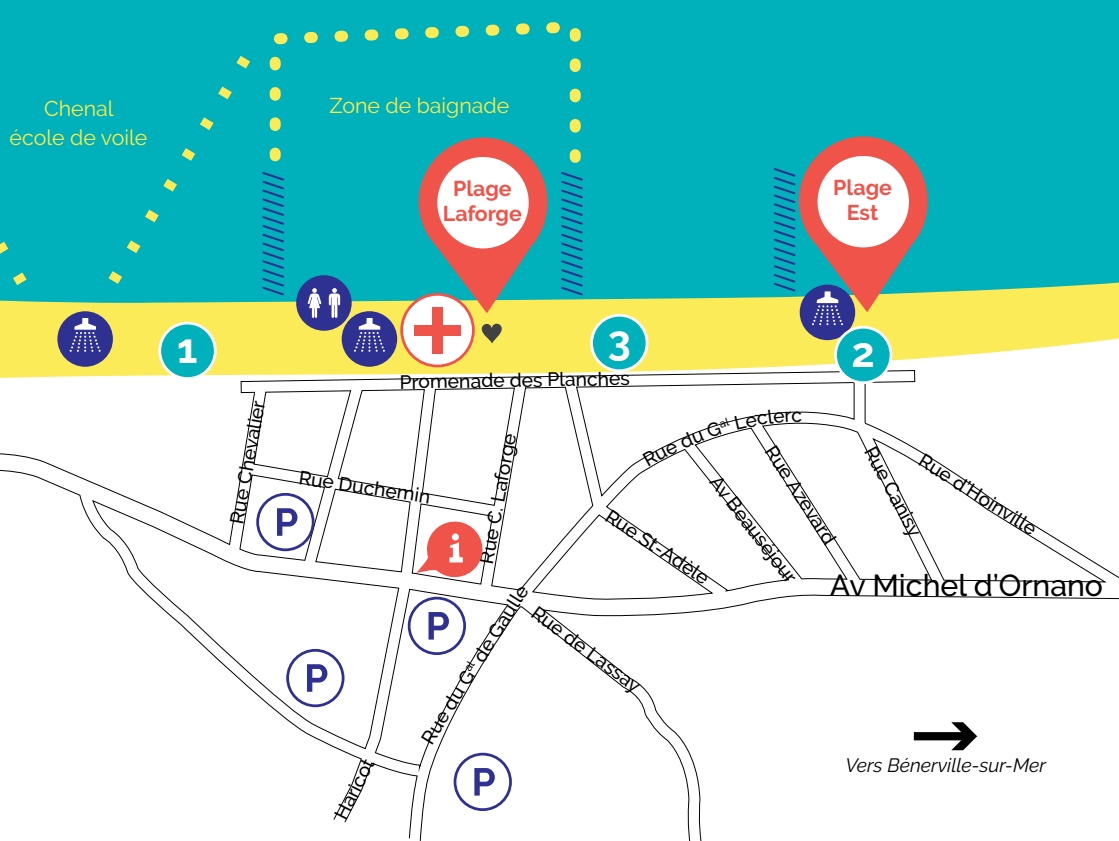 Chenal
école de voile
Zone de baignade
Plage
Laforge
Plage
Est
1
3
2
Promenade des Planches
Rue Chevalier
Rue Duchemin
Rue C. Laforge
Rue du Gal Leclerc
Rue St-Adèle
Av Beauséjour
Rue Azévard
Rue Canisy
Rue d'Hoinville
P
i
Av Michel d'Ornano
P
Rue du Gal de Gaulle
Rue de Lassay
P
Haricot
P
Vers Bénerville-sur-Mer